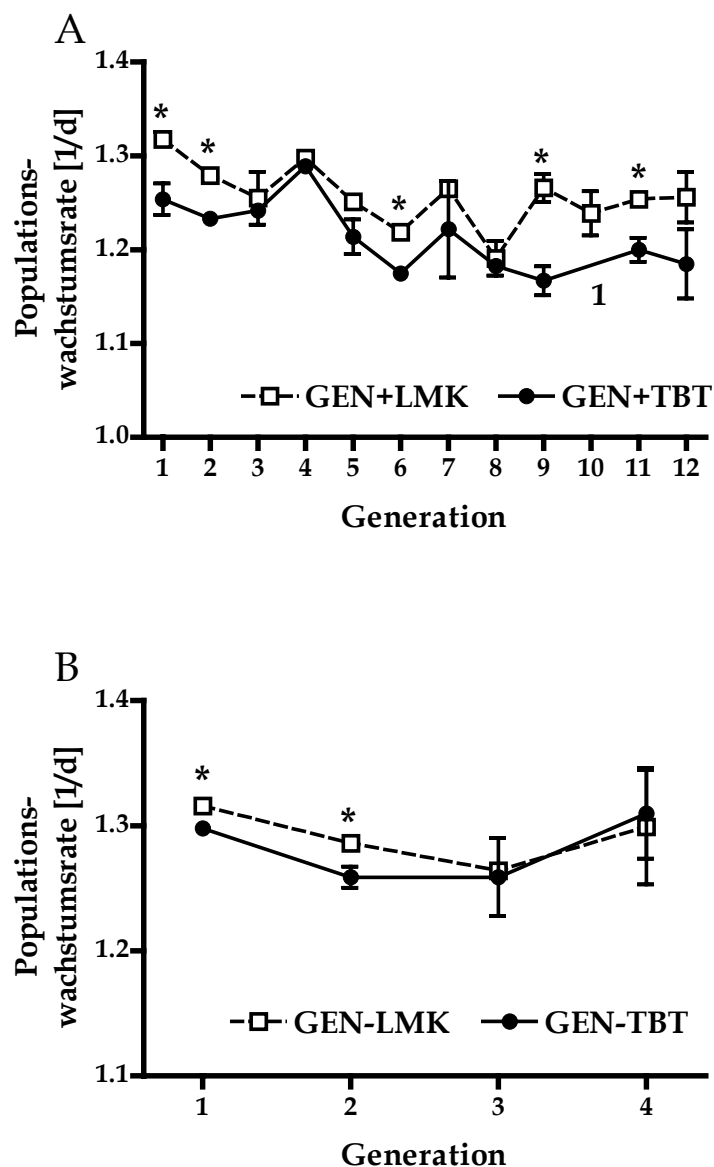 A
1.4
1.3
1.2
1.1
1.0
Populations-
wachstumsrate [1/d]
* * * * *
1
GEN+LMK GEN+TBT
1 2 3 4 5 6 7 8 9 10 11 12
Generation
B
1.4
1.3
1.2
1.1
Populations-
wachstumsrate [1/d]
* *
GEN-LMK GEN-TBT
1 2 3 4
Generation